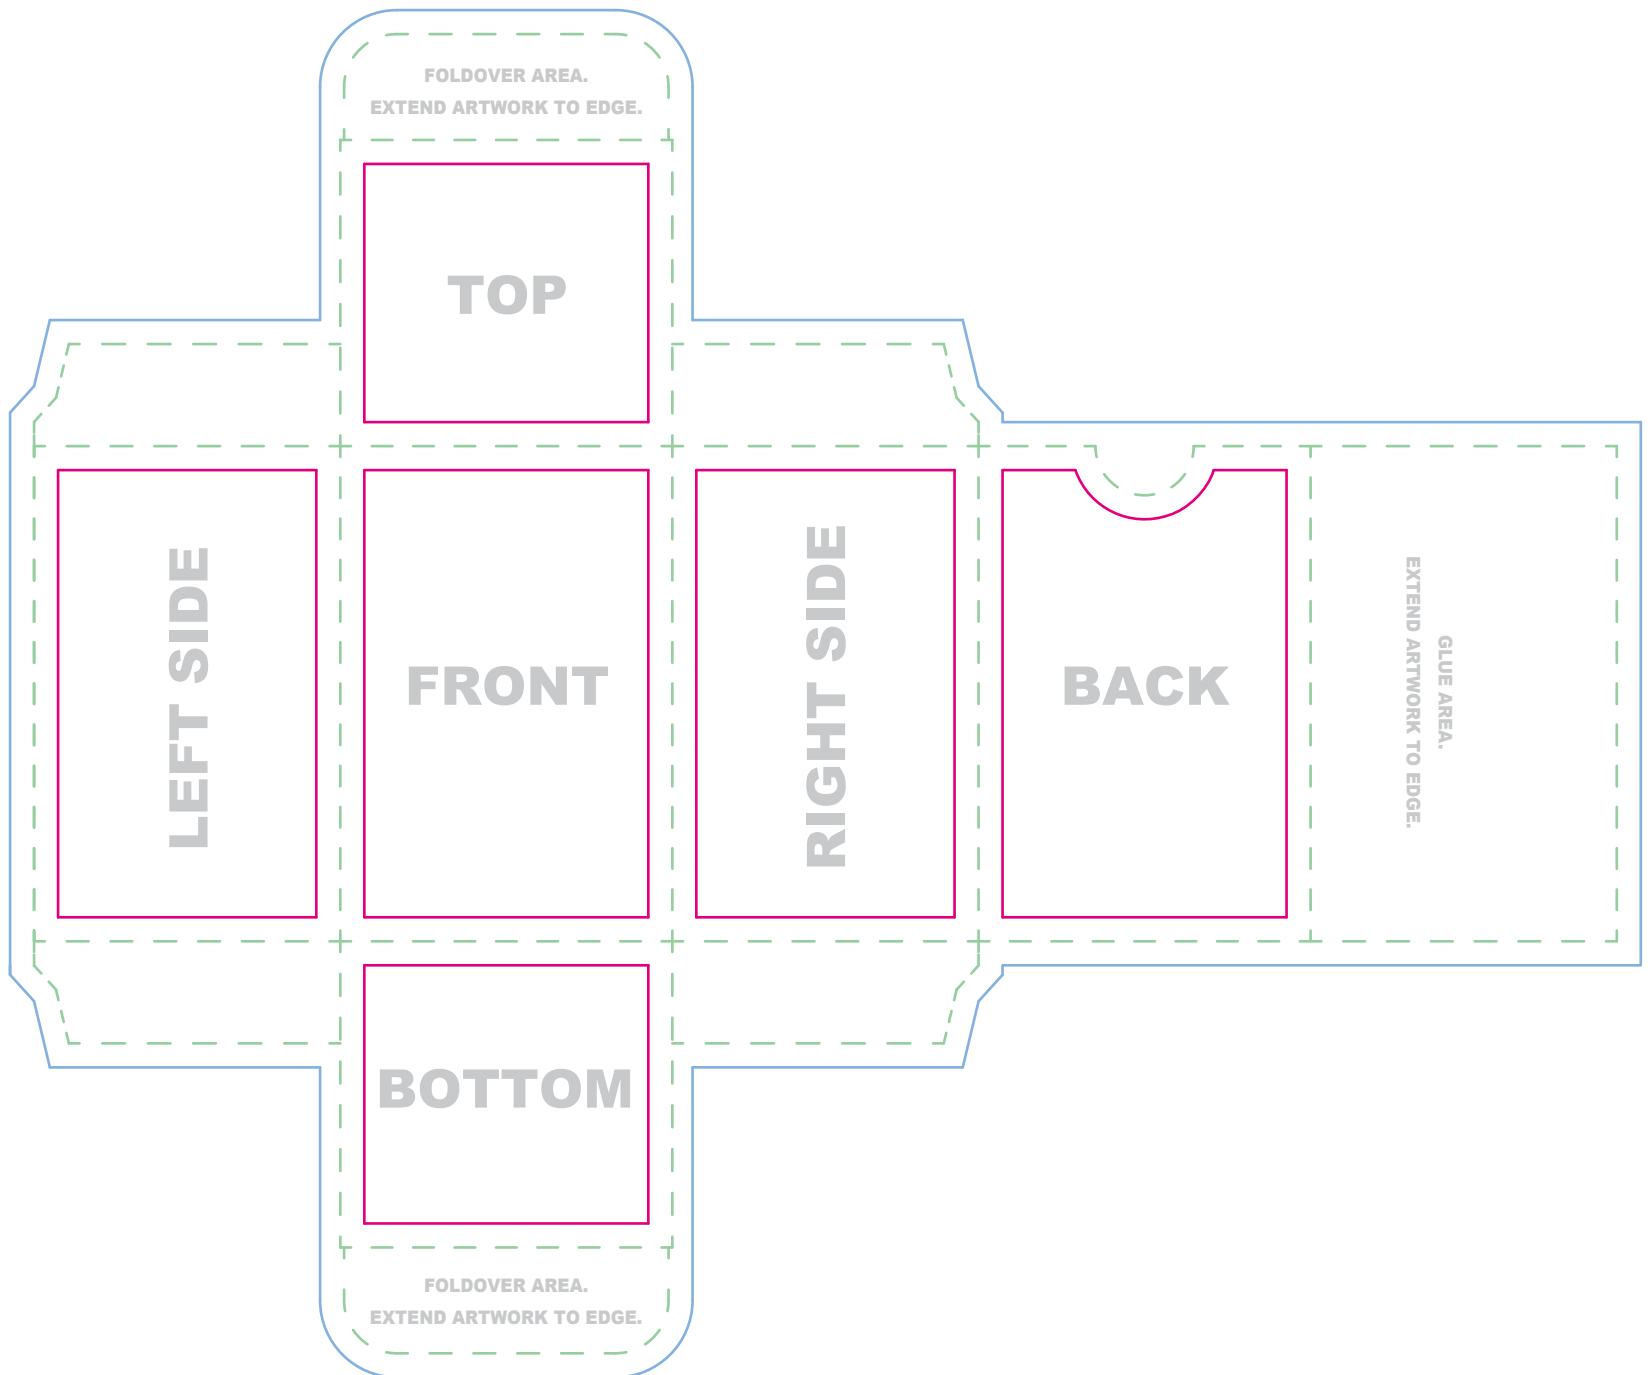 FOLDOVER AREA.
EXTEND ARTWORK TO EDGE.
TOP
LEFT SIDE
FRONT
RIGHT SIDE
BACK
GLUE AREA.
EXTEND ARTWORK TO EDGE.
BOTTOM
FOLDOVER AREA.
EXTEND ARTWORK TO EDGE.